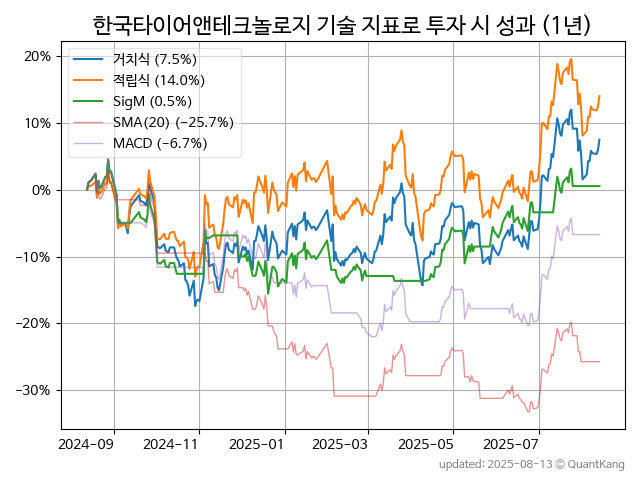 한국타이어앤테크놀로지 기술 지표로 투자 시 성과 (1년)
거치식 (7.5%)
적립식 (14.0%)
SigM (0.5%)
SMA(20) (−25.7%)
MACD (−6.7%)
20%
10%
0%
−10%
−20%
−30%
2024-09 2024-11 2025-01 2025-03 2025-05 2025-07
updated: 2025-08-13 ⓒ QuantKang